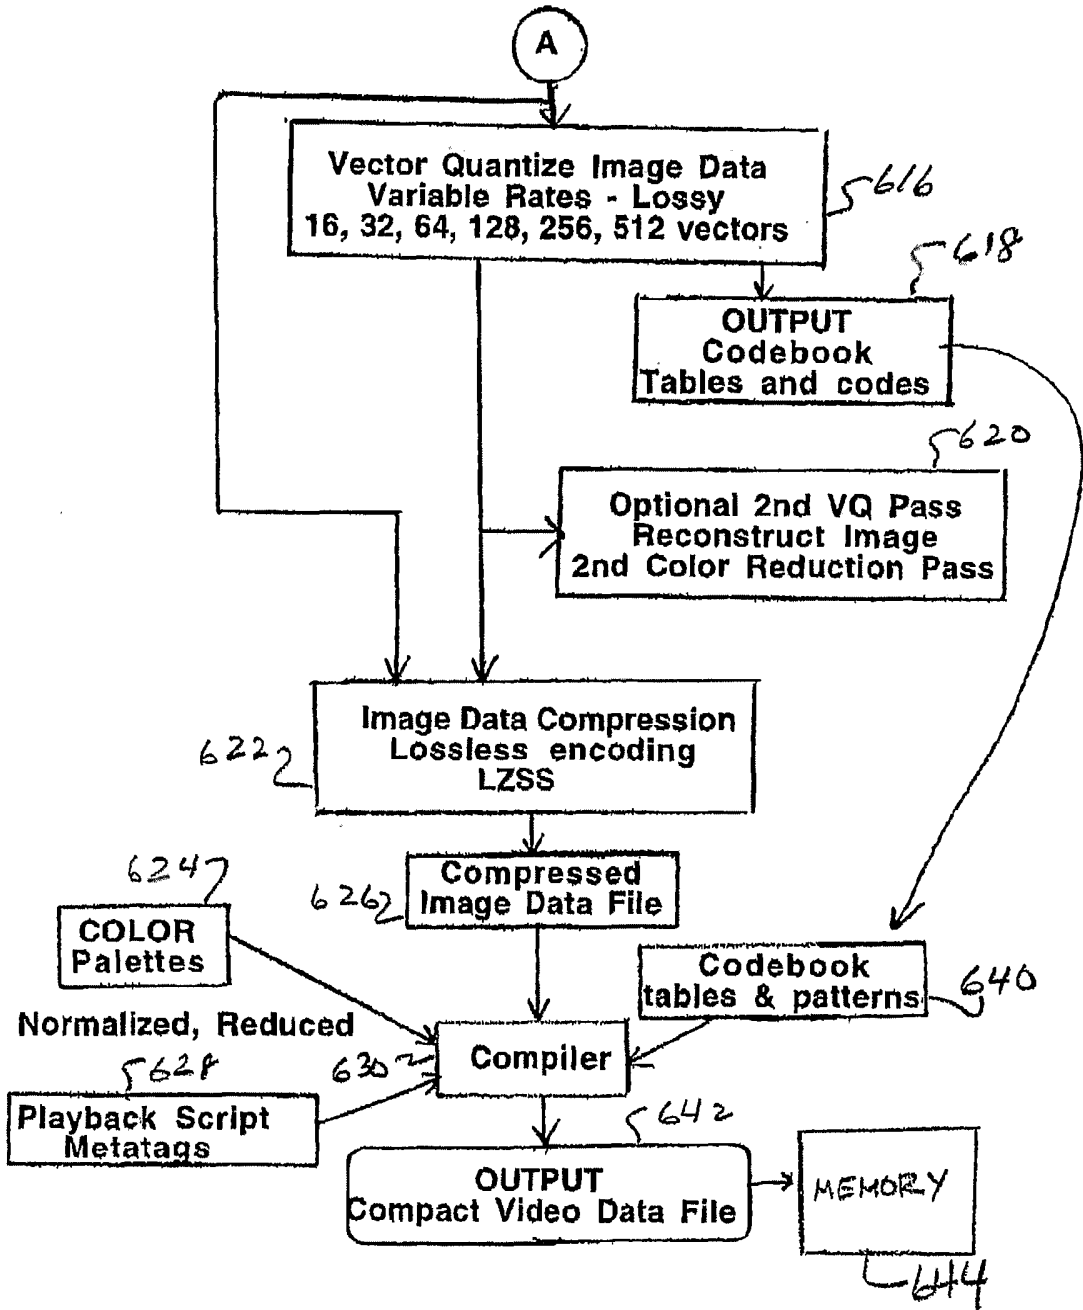 A
Vector Quantize Image Data
Variable Rates - Lossy
16, 32, 64, 128, 256, 512 vectors
616
618
OUTPUT
Codebook
Tables and codes
620
Optional 2nd VQ Pass
Reconstruct Image
2nd Color Reduction Pass
Image Data Compression
Lossless encoding
LZSS
622
624
COLOR
Palettes
626
Compressed
Image Data File
Codebook
tables & patterns
640
Normalized, Reduced
630
Compiler
628
Playback Script
Metatags
642
OUTPUT
Compact Video Data File
MEMORY
644